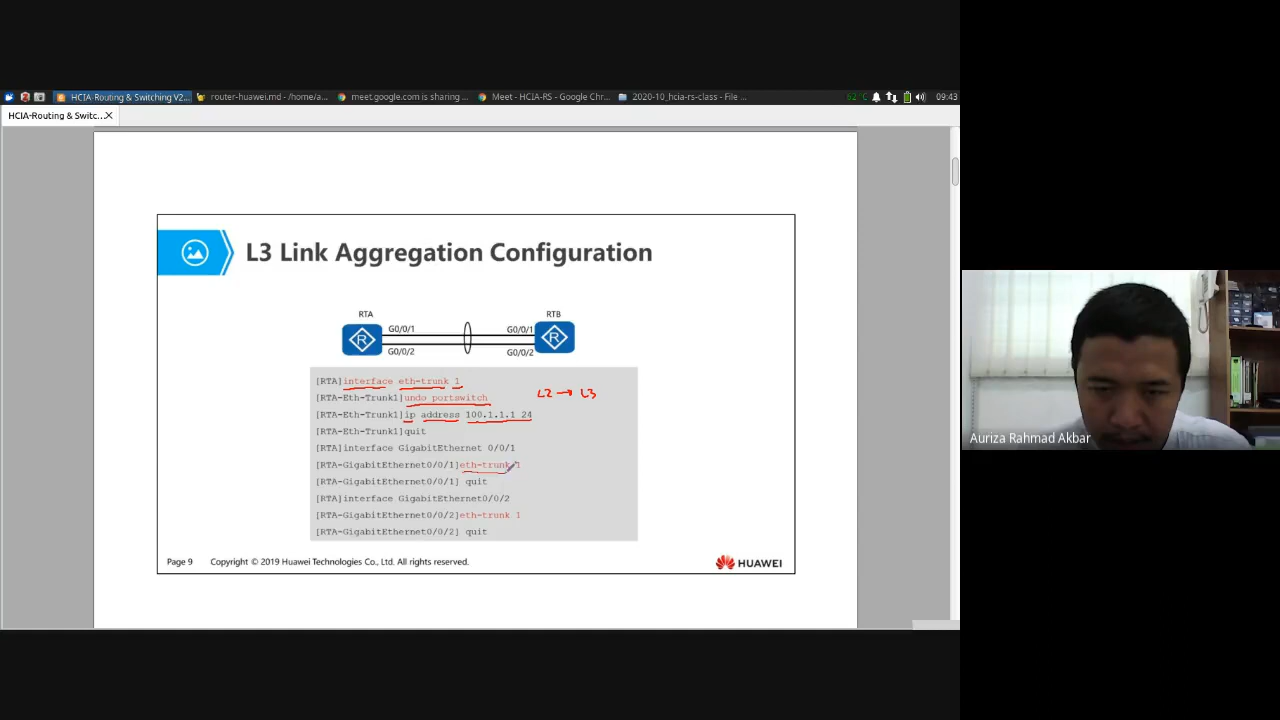 HCIA-Routing & Switching V2...
router-huawei.md - /home/a...
meet.google.com is sharing ...
Meet - HCIA-RS - Google Chr...
2020-10_hcia-rs-class - File ...
62°C
09:43
HCIA-Routing & Switc...
L3 Link Aggregation Configuration
RTA
RTB
G0/0/1
G0/0/1
G0/0/2
G0/0/2
R
R
[RTA]interface eth-trunk 1
[RTA-Eth-Trunk1]undo portswitch
L2 → L3
[RTA-Eth-Trunk1]ip address 100.1.1.1 24
[RTA-Eth-Trunk1]quit
[RTA]interface GigabitEthernet 0/0/1
[RTA-GigabitEthernet0/0/1]eth-trunk 1
[RTA-GigabitEthernet0/0/1] quit
[RTA]interface GigabitEthernet0/0/2
[RTA-GigabitEthernet0/0/2]eth-trunk 1
[RTA-GigabitEthernet0/0/2] quit
Page 9 Copyright © 2019 Huawei Technologies Co., Ltd. All rights reserved.
HUAWEI
Auriza Rahmad Akbar